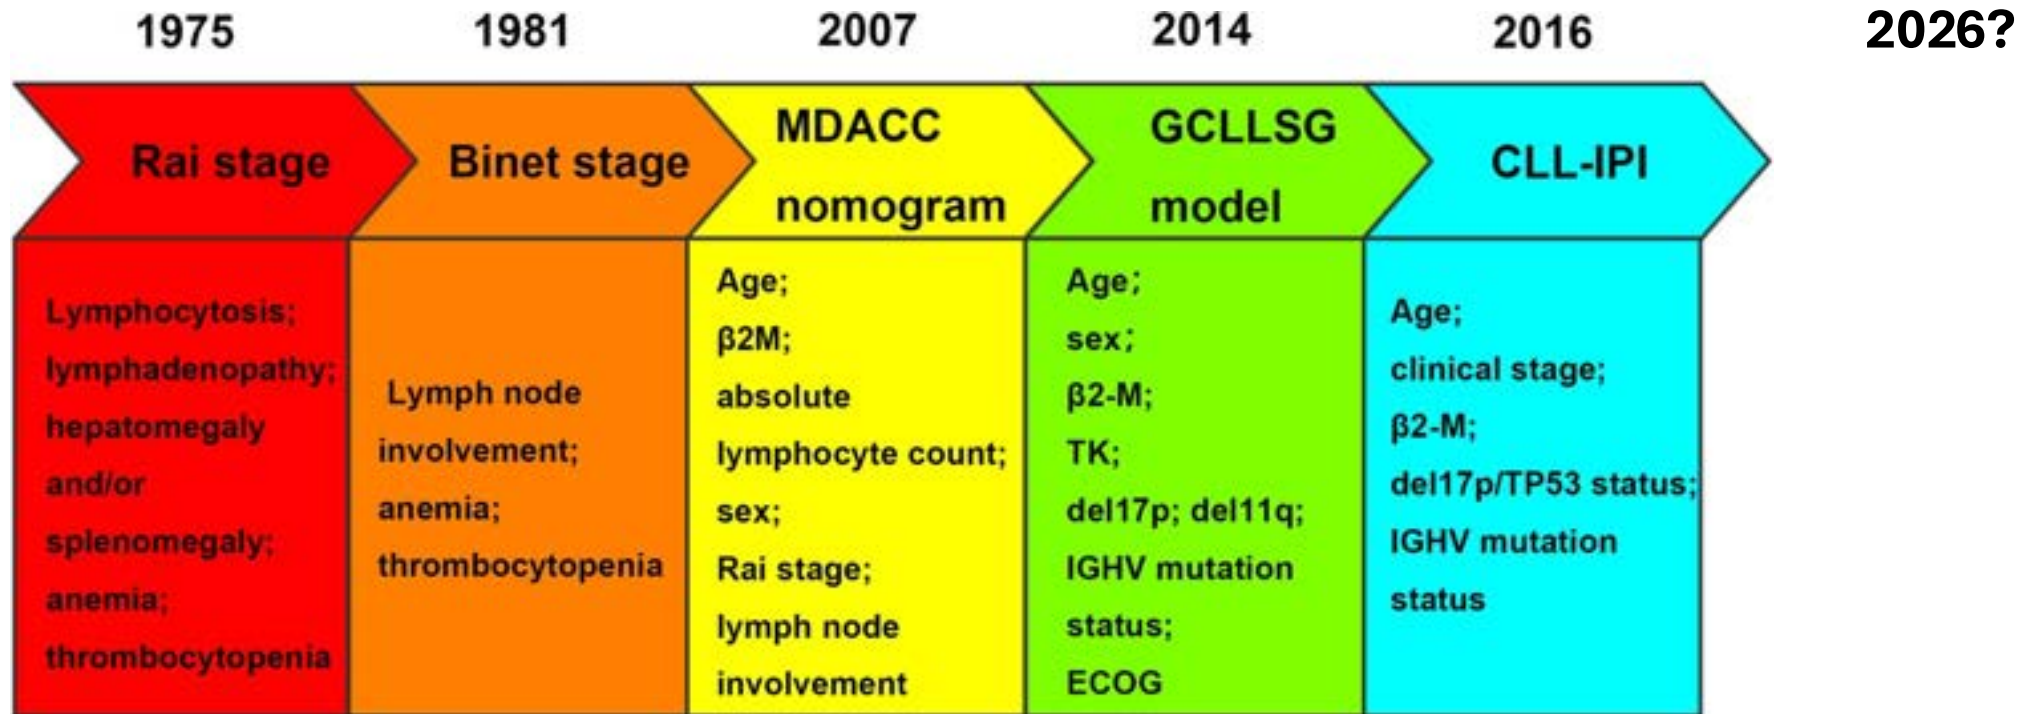 1975 1981 2007 2014 2016 2026?
Rai stage
Binet stage
MDACC
nomogram
GCLLSG
model
CLL-IPI
Lymphocytosis;
lymphadenopathy;
hepatomegaly
and/or
splenomegaly;
anemia;
thrombocytopenia
Lymph node
involvement;
anemia;
thrombocytopenia
Age;
β2M;
absolute
lymphocyte count;
sex;
Rai stage;
lymph node
involvement
Age;
sex;
β2-M;
TK;
del17p; del11q;
IGHV mutation
status;
ECOG
Age;
clinical stage;
β2-M;
del17p/TP53 status;
IGHV mutation
status